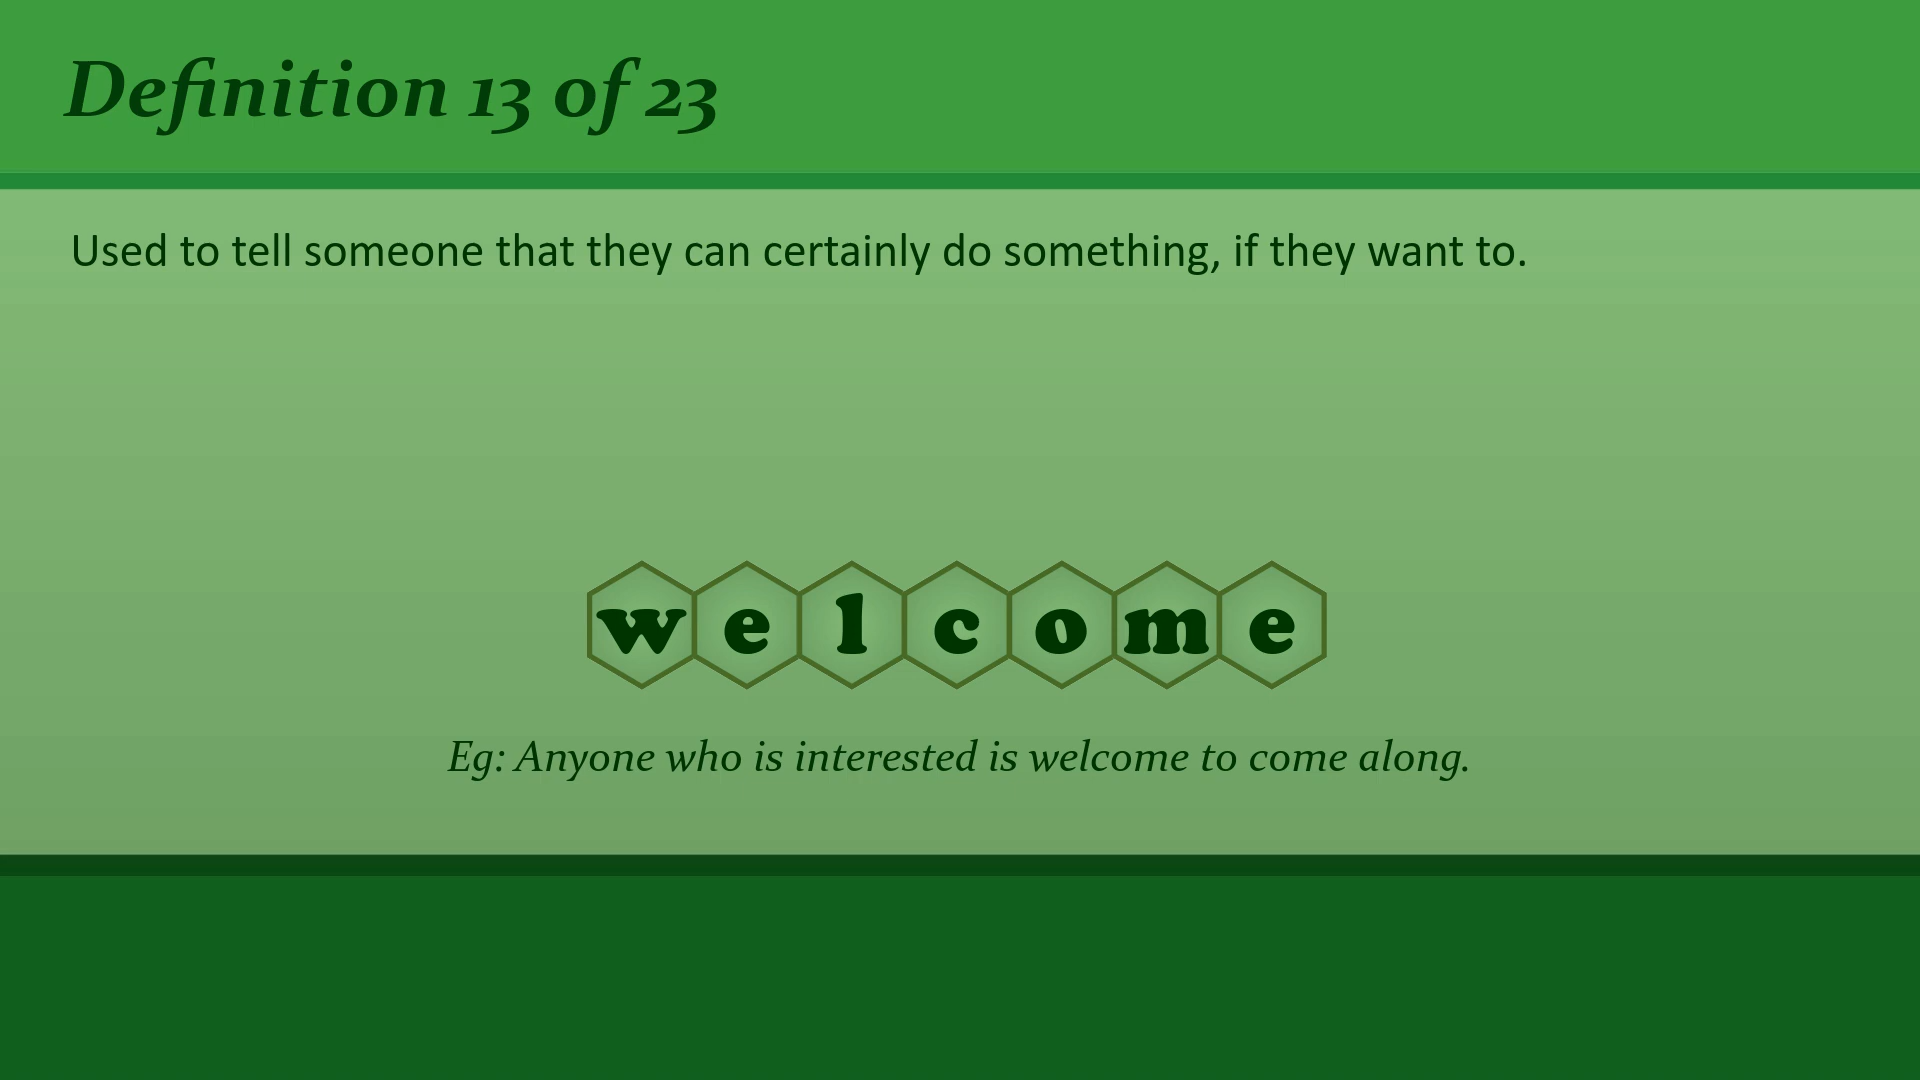 Definition 13 of 23
Used to tell someone that they can certainly do something, if they want to.
welcome
Eg: Anyone who is interested is welcome to come along.